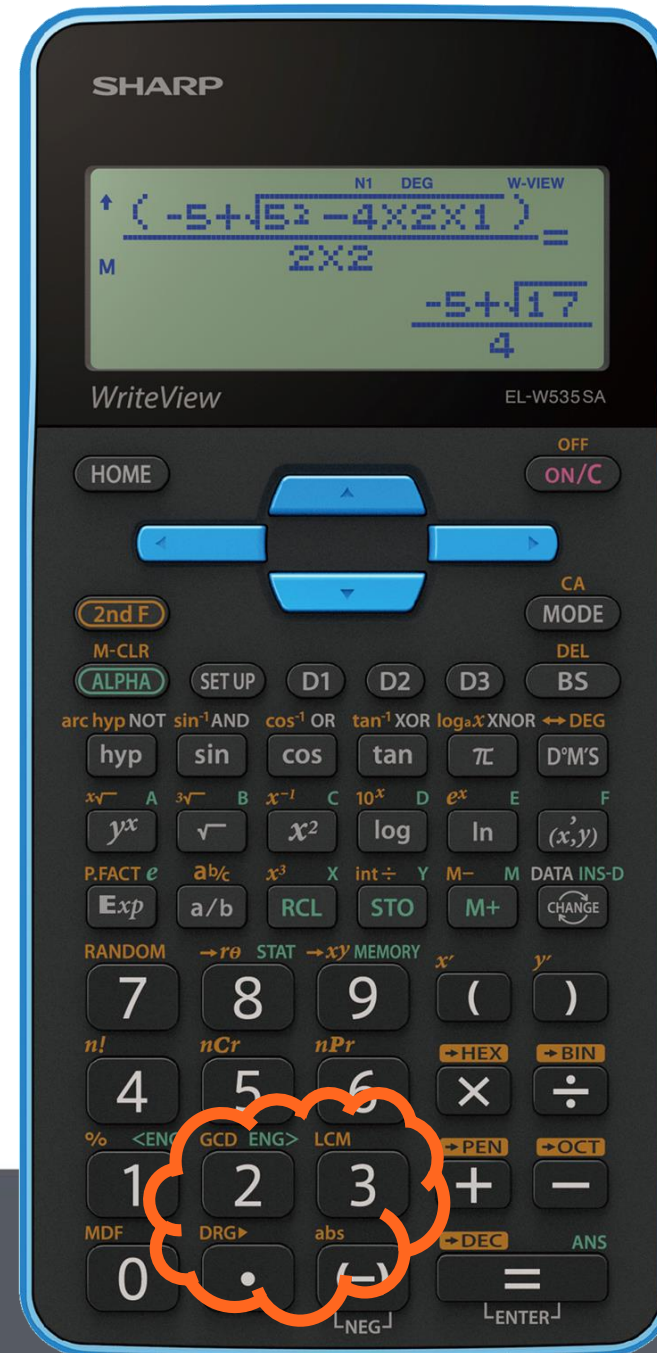 SHARP
N1 DEG W-VIEW
(-5+√5²-4×2×1)
=
2×2
M
-5+√17
4
WriteView EL-W535SA
OFF
HOME ON/C
CA
2nd F MODE
M-CLR DEL
ALPHA SET UP D1 D2 D3 BS
arc hyp NOT sin⁻¹ AND cos⁻¹ OR tan⁻¹ XOR logₐx XNOR ↔DEG
hyp sin cos tan π D°M'S
ˣ√ A ³√ B x⁻¹ C 10ˣ D eˣ E F
yˣ √ x² log ln (x,y)
P.FACT e ab/c x³ X int÷ Y M− M DATA INS-D
Exp a/b RCL STO M+ CHANGE
RANDOM →rθ STAT →xy MEMORY x′ y′
7 8 9 ( )
n! nCr nPr →HEX →BIN
4 5 6 × ÷
% <ENG GCD ENG> LCM →PEN →OCT
1 2 3 + −
MDF DRG▶ abs →DEC ANS
0 • (−) =
NEG ENTER